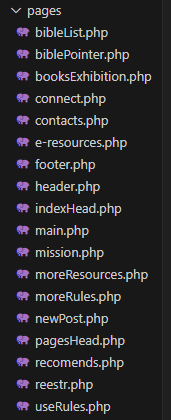 pages
bibleList.php
biblePointer.php
booksExhibition.php
connect.php
contacts.php
e-resources.php
footer.php
header.php
indexHead.php
main.php
mission.php
moreResources.php
moreRules.php
newPost.php
pagesHead.php
recomends.php
reestr.php
useRules.php